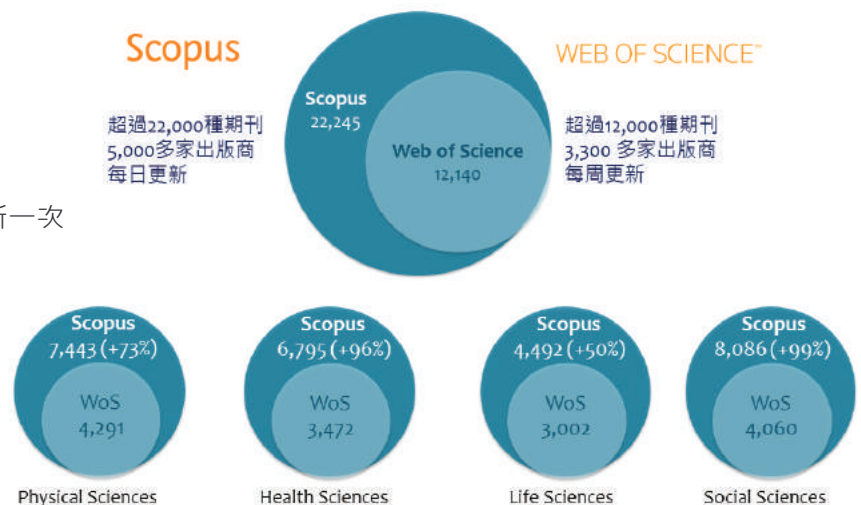 Scopus
WEB OF SCIENCE™
超過22,000種期刊
5,000多家出版商
每日更新
Scopus
22,245
Web of Science
12,140
超過12,000種期刊
3,300 多家出版商
每周更新
新一次
Scopus
7,443 (+73%)
WoS
4,291
Physical Sciences
Scopus
6,795 (+96%)
WoS
3,472
Health Sciences
Scopus
4,492 (+50%)
WoS
3,002
Life Sciences
Scopus
8,086 (+99%)
WoS
4,060
Social Sciences